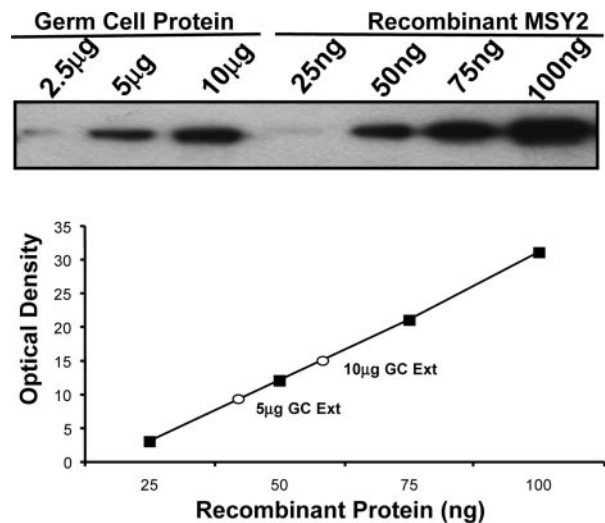 Germ Cell Protein Recombinant MSY2
2.5μg 5μg 10μg 25ng 50ng 75ng 100ng
35
30
25
20
15
10
5
0
Optical Density
10μg GC Ext
5μg GC Ext
25 50 75 100
Recombinant Protein (ng)